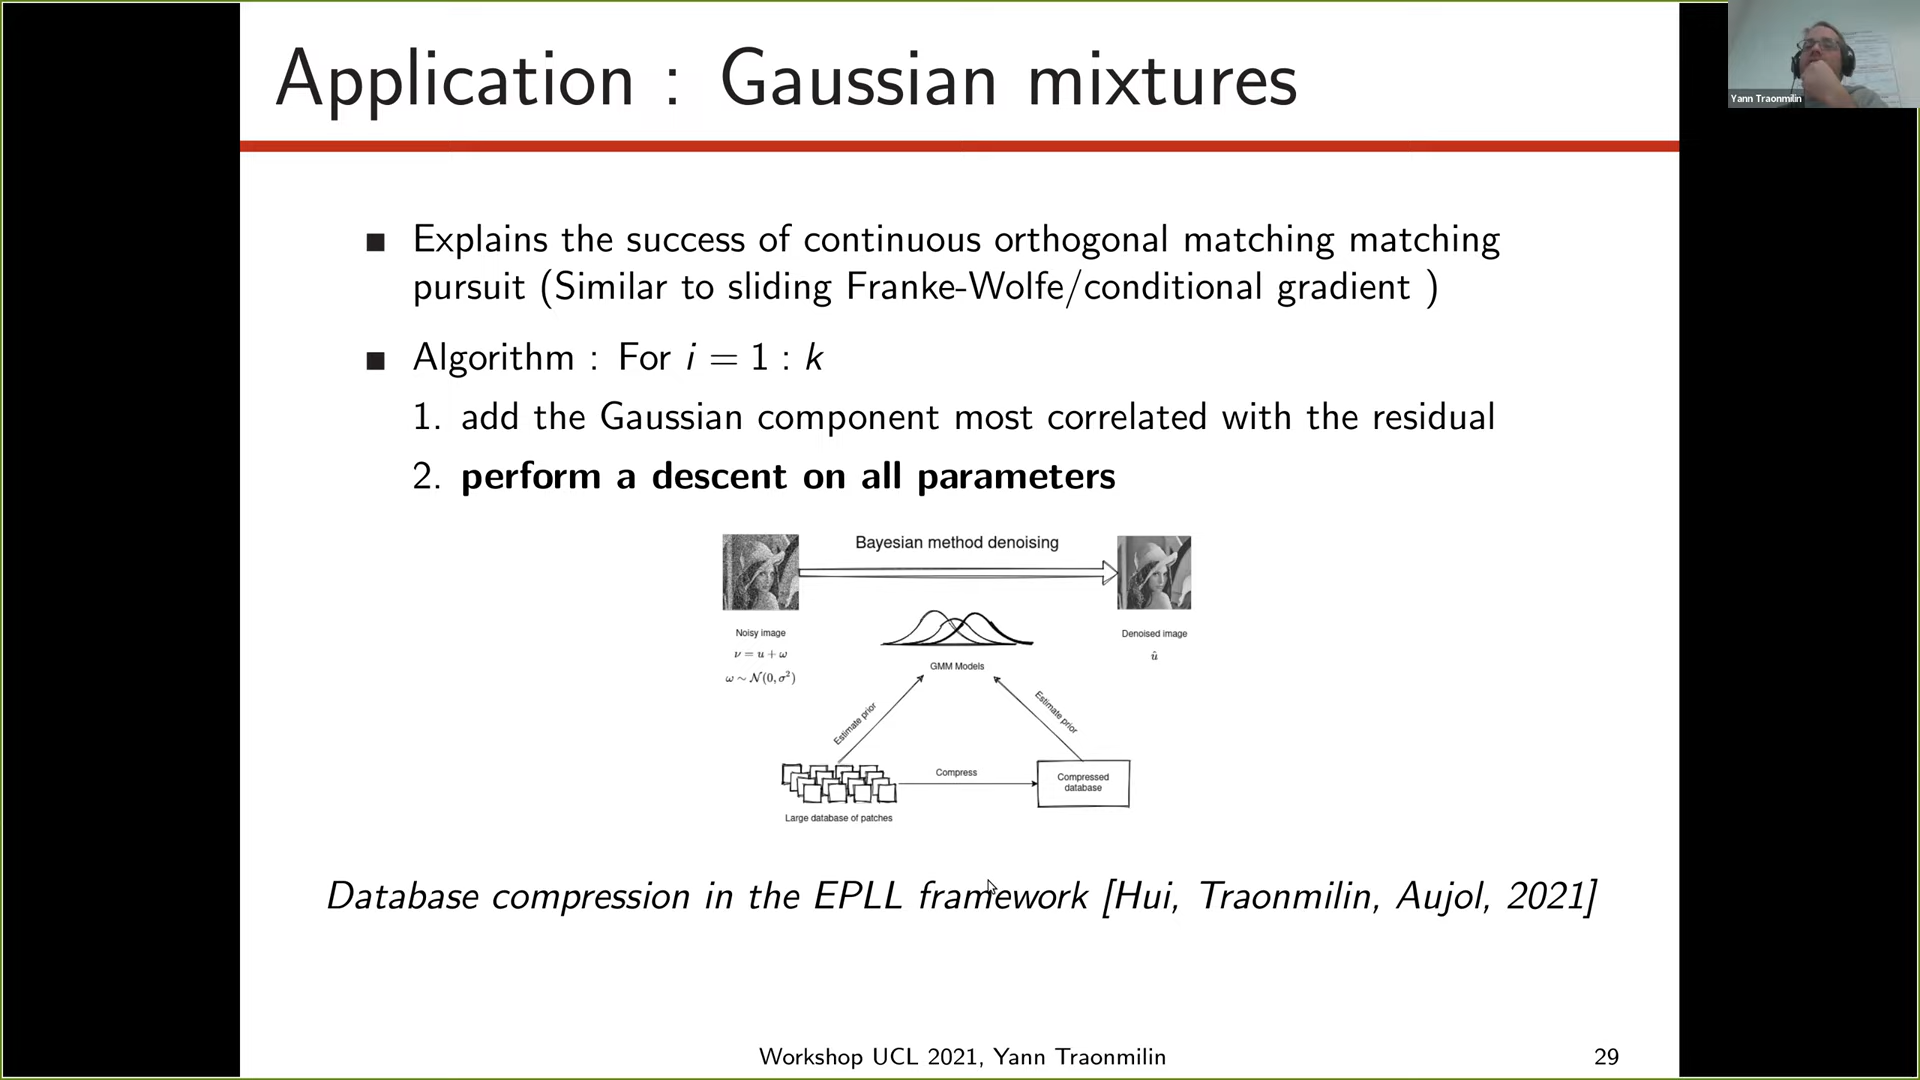 Application : Gaussian mixtures
Yann Traonmilin
Explains the success of continuous orthogonal matching matching
pursuit (Similar to sliding Franke-Wolfe/conditional gradient )
Algorithm : For i = 1 : k
1. add the Gaussian component most correlated with the residual
2. perform a descent on all parameters
Bayesian method denoising
Noisy image
ν = u + ω
ω ∼ N(0, σ²)
Denoised image
û
GMM Models
Estimate prior
Estimate prior
Compress
Compressed
database
Large database of patches
Database compression in the EPLL framework [Hui, Traonmilin, Aujol, 2021]
Workshop UCL 2021, Yann Traonmilin
29